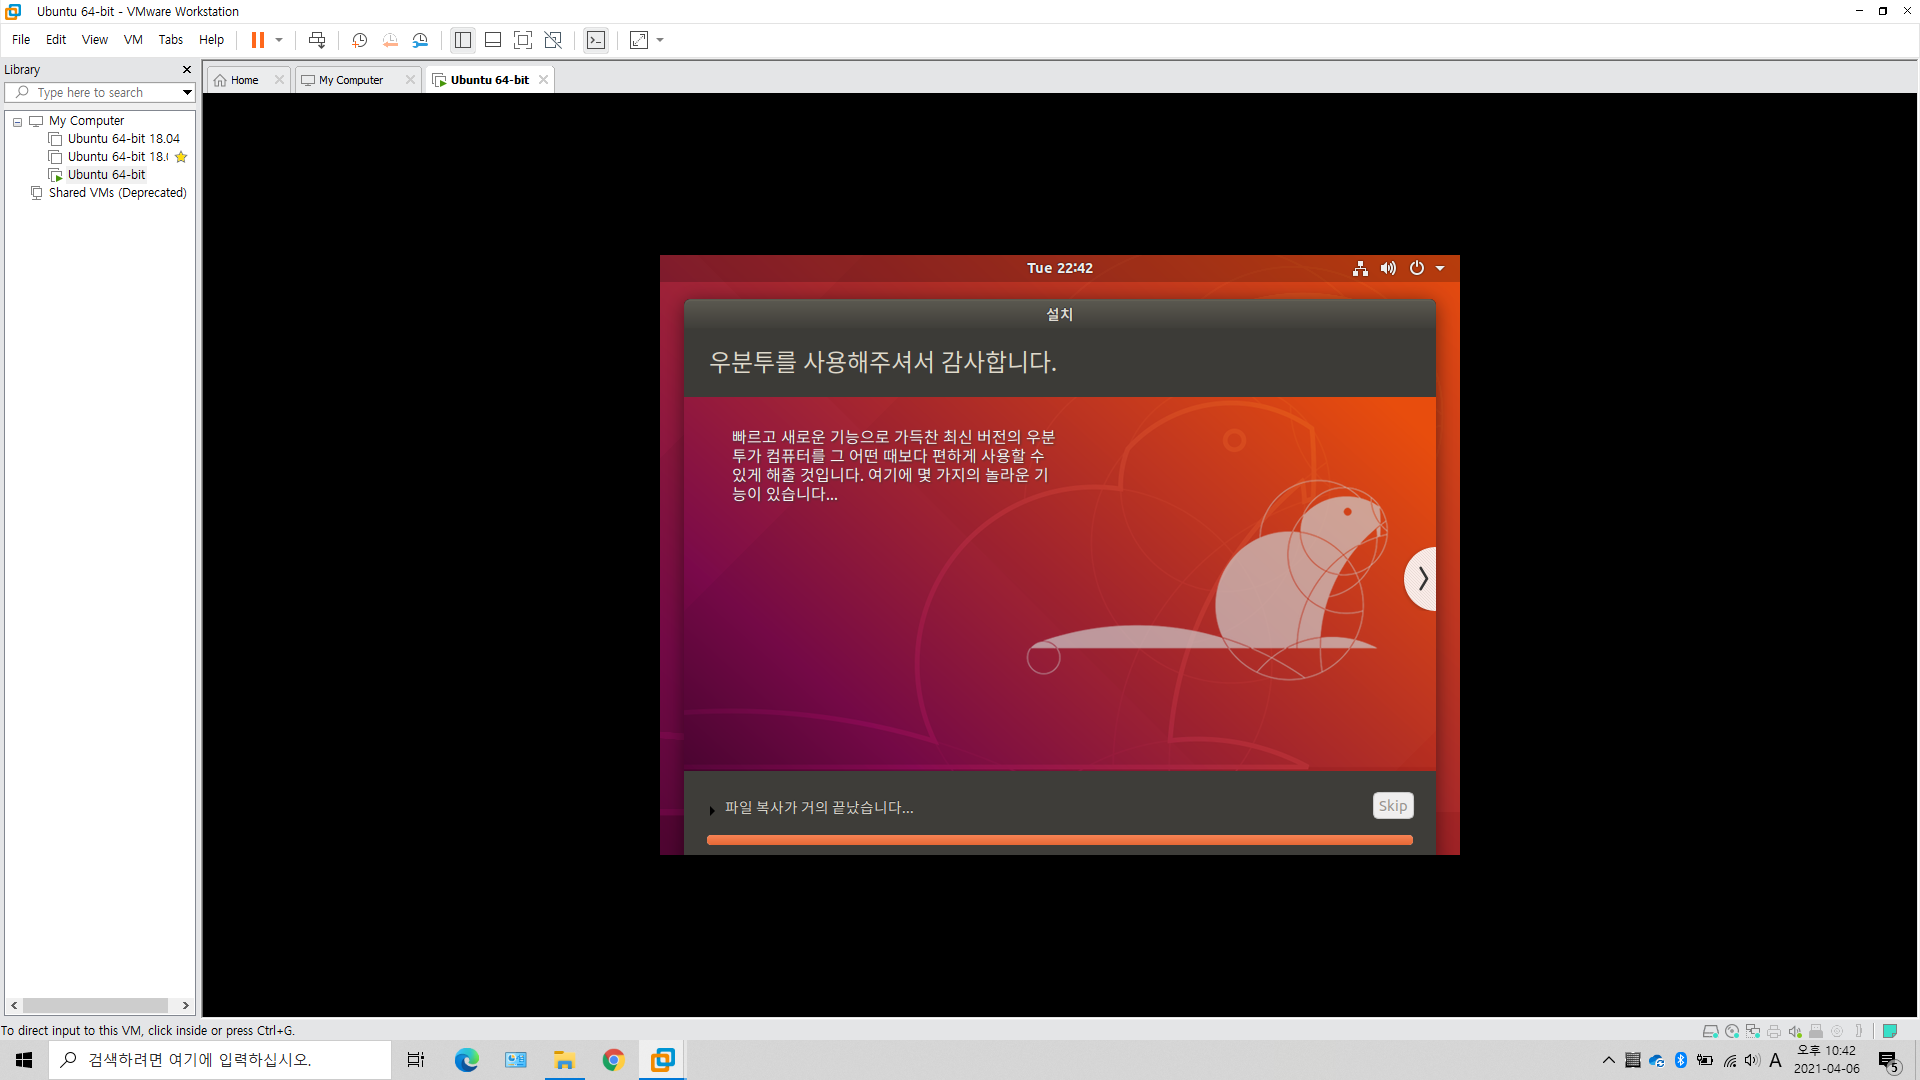 Ubuntu 64-bit - VMware Workstation
File Edit View VM Tabs Help
Library
Type here to search
My Computer
Ubuntu 64-bit 18.04
Ubuntu 64-bit 18.(
Ubuntu 64-bit
Shared VMs (Deprecated)
Home
My Computer
Ubuntu 64-bit
Tue 22:42
설치
우분투를 사용해주셔서 감사합니다.
빠르고 새로운 기능으로 가득찬 최신 버전의 우분
투가 컴퓨터를 그 어떤 때보다 편하게 사용할 수
있게 해줄 것입니다. 여기에 몇 가지의 놀라운 기
능이 있습니다...
파일 복사가 거의 끝났습니다...
Skip
To direct input to this VM, click inside or press Ctrl+G.
검색하려면 여기에 입력하십시오.
A
오후 10:42
2021-04-06
5